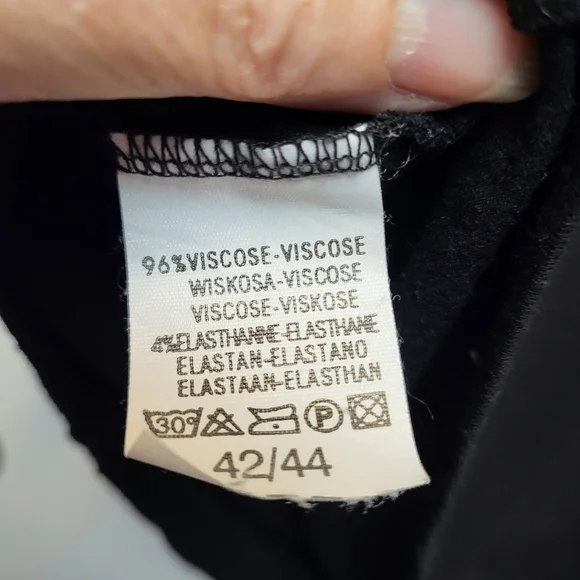 96%VISCOSE-VISCOSE
WISKOSA-VISCOSE
VISCOSE-VISKOSE
4%ELASTHANNE-ELASTHANE
ELASTAN-ELASTANO
ELASTAAN-ELASTHAN
30° P
42/44